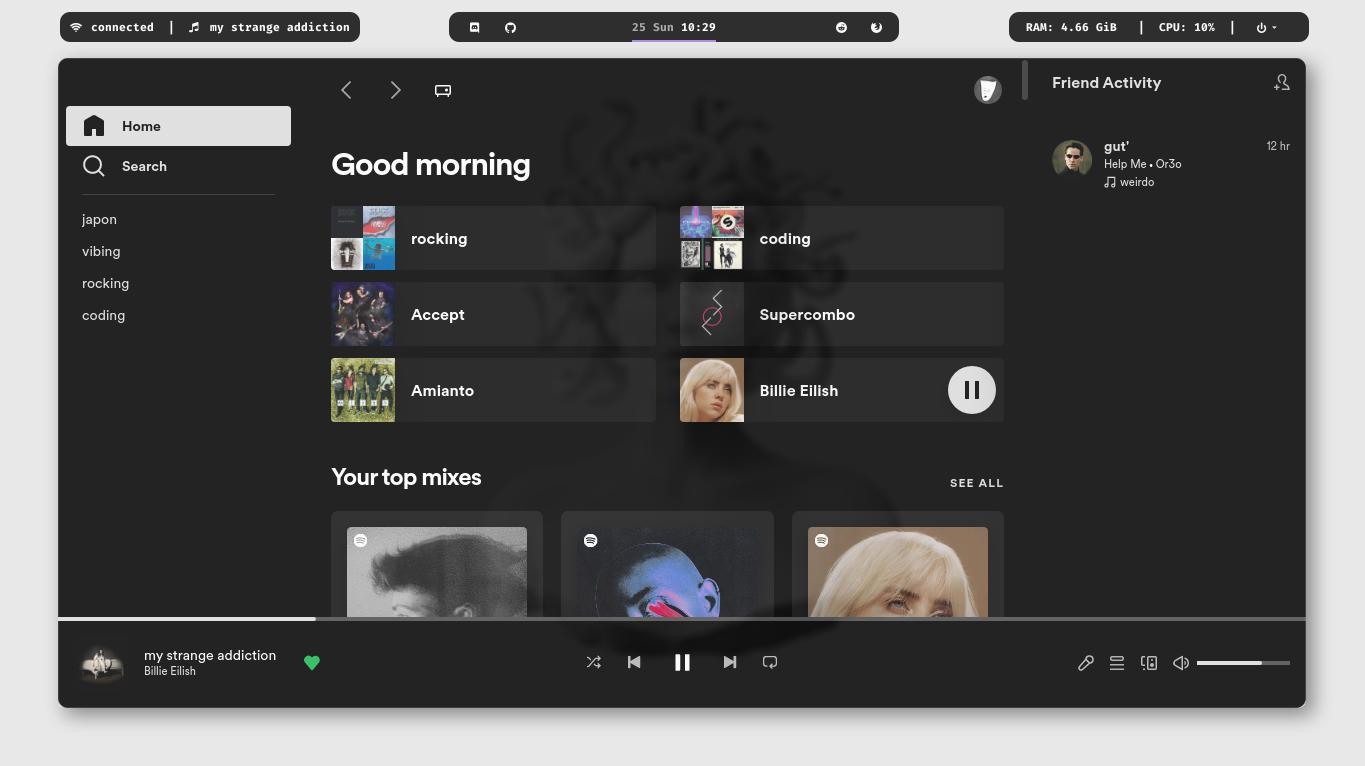 connected | my strange addiction
25 Sun 10:29
RAM: 4.66 GiB | CPU: 10% |
Home
Search
japon
vibing
rocking
coding
Good morning
rocking
coding
Accept
Supercombo
Amianto
Billie Eilish
Your top mixes
SEE ALL
Friend Activity
gut'
12 hr
Help Me • Or3o
weirdo
my strange addiction
Billie Eilish